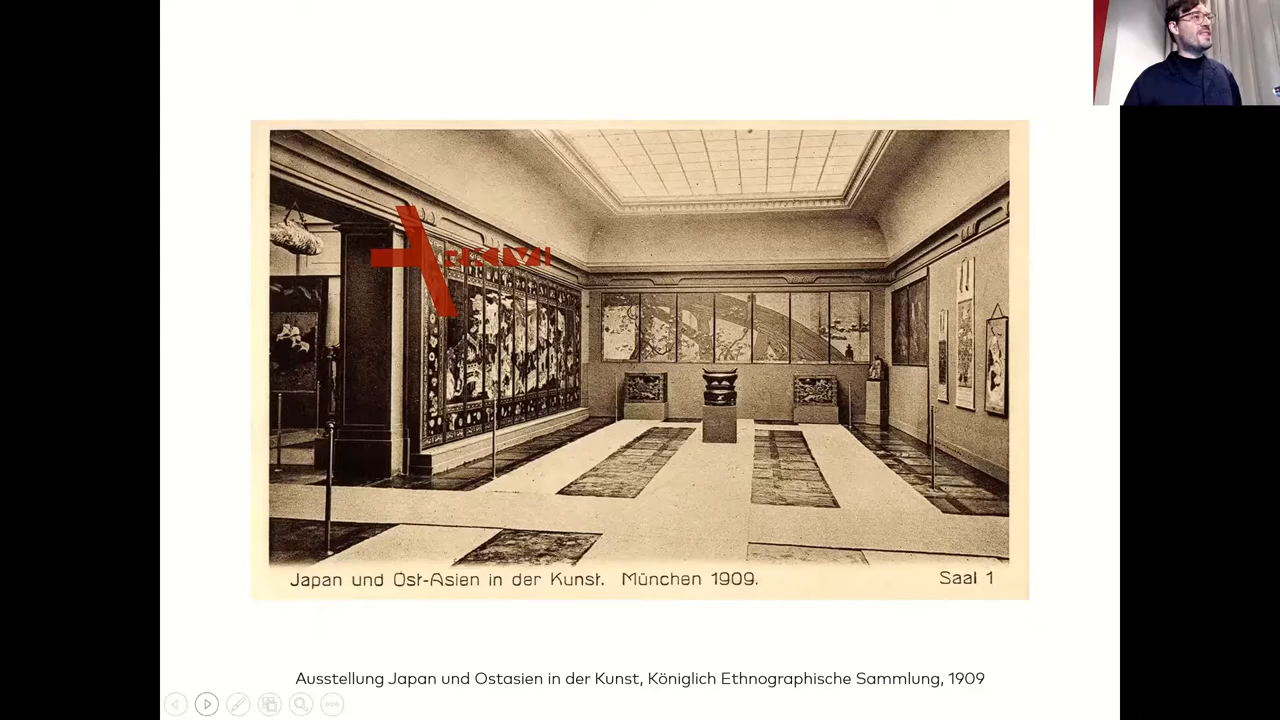 Japan und Ost-Asien in der Kunst. München 1909.
Saal 1
Ausstellung Japan und Ostasien in der Kunst, Königlich Ethnographische Sammlung, 1909